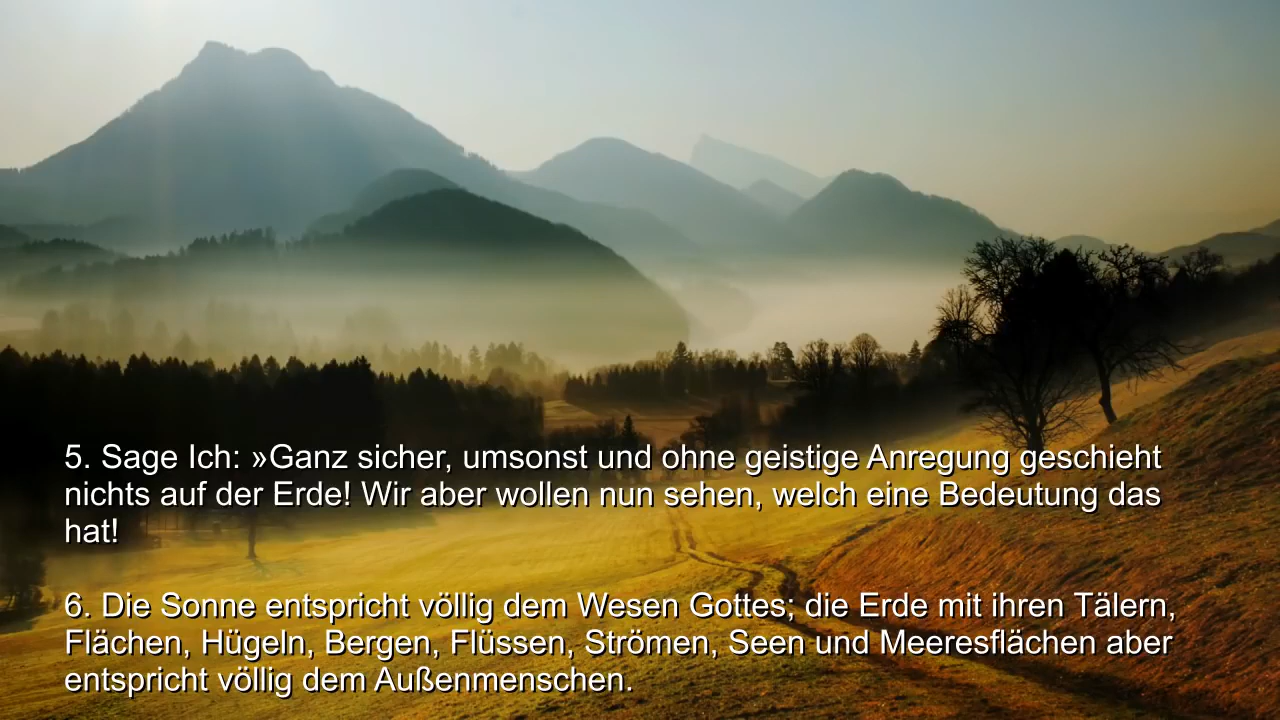 5. Sage Ich: »Ganz sicher, umsonst und ohne geistige Anregung geschieht
nichts auf der Erde! Wir aber wollen nun sehen, welch eine Bedeutung das
hat!
6. Die Sonne entspricht völlig dem Wesen Gottes; die Erde mit ihren Tälern,
Flächen, Hügeln, Bergen, Flüssen, Strömen, Seen und Meeresflächen aber
entspricht völlig dem Außenmenschen.